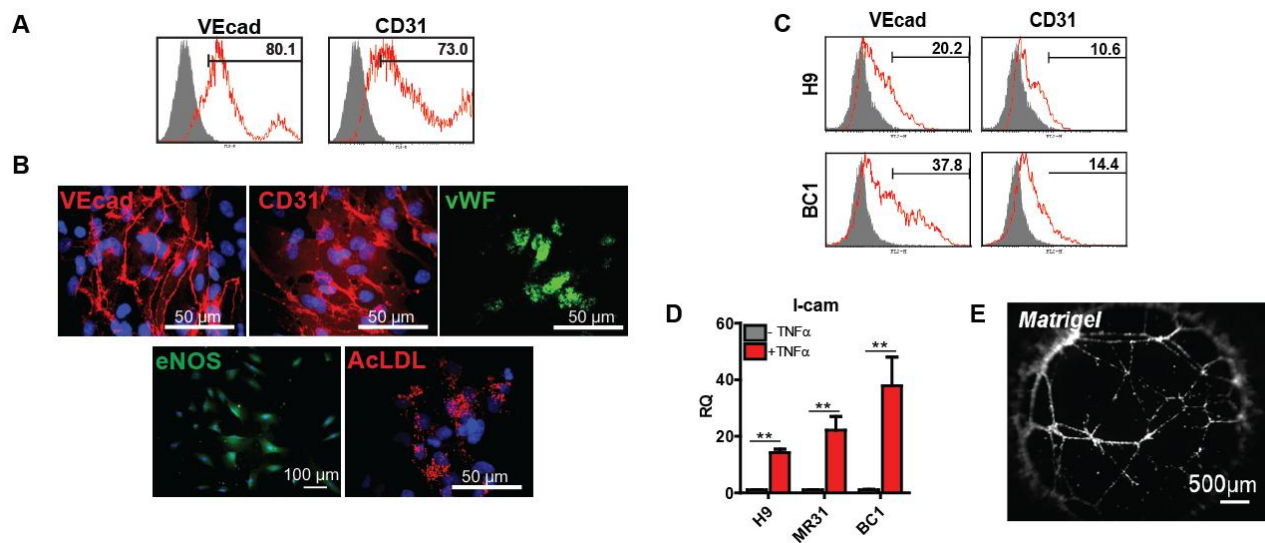 A
VEcad
CD31
80.1
73.0
B
VEcad
CD31
vWF
50 µm
50 µm
50 µm
eNOS
AcLDL
100 µm
50 µm
C
VEcad
CD31
H9
20.2
10.6
BC1
37.8
14.4
D
I-cam
- TNFα
+TNFα
RQ
60
40
20
0
**
**
**
H9
MR31
BC1
E
Matrigel
500µm